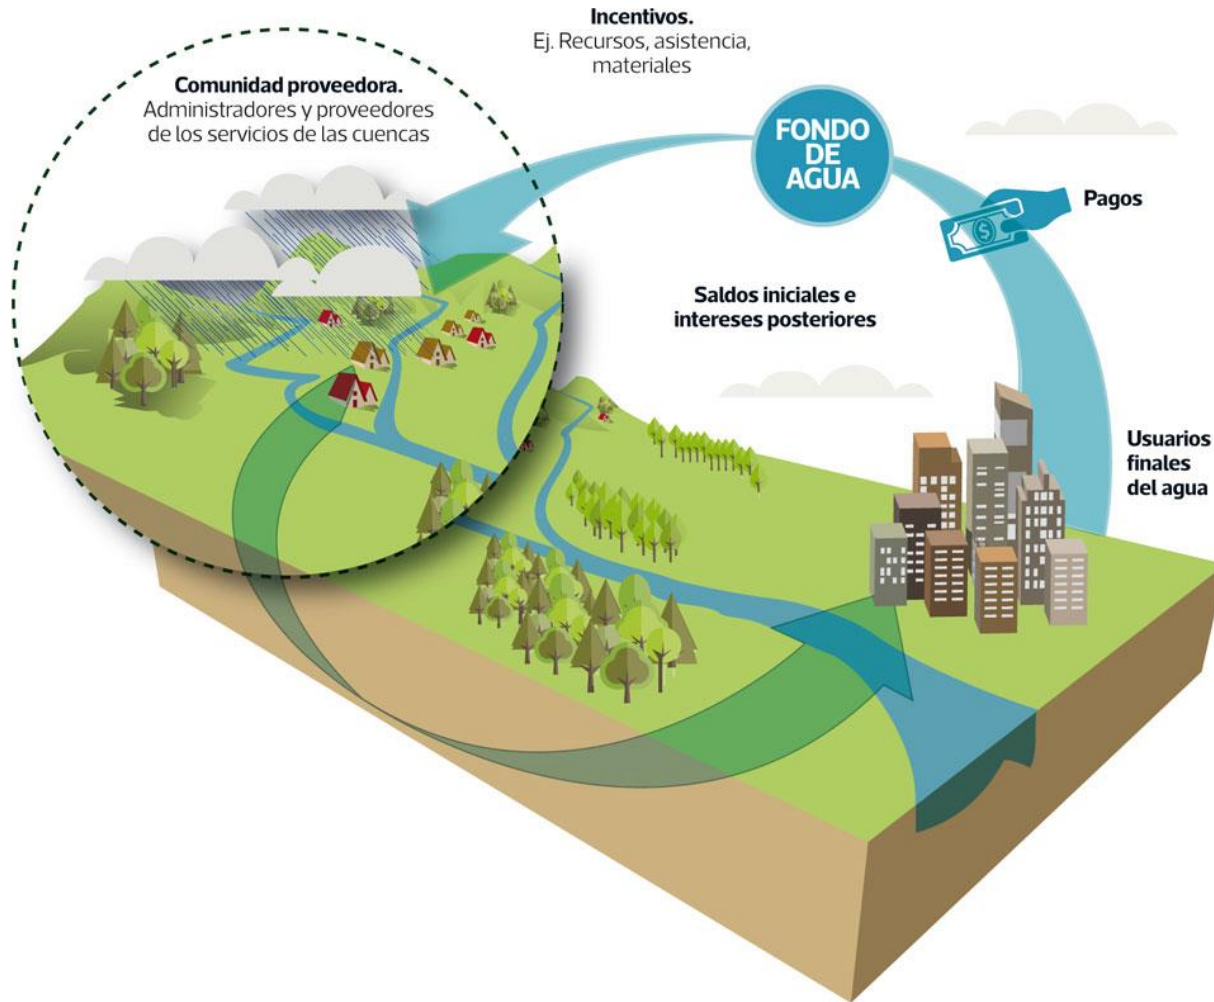 Incentivos.
Ej. Recursos, asistencia,
materiales
Comunidad proveedora.
Administradores y proveedores
de los servicios de las cuencas
FONDO
DE
AGUA
$
Pagos
Saldos iniciales e
intereses posteriores
Usuarios
finales
del agua